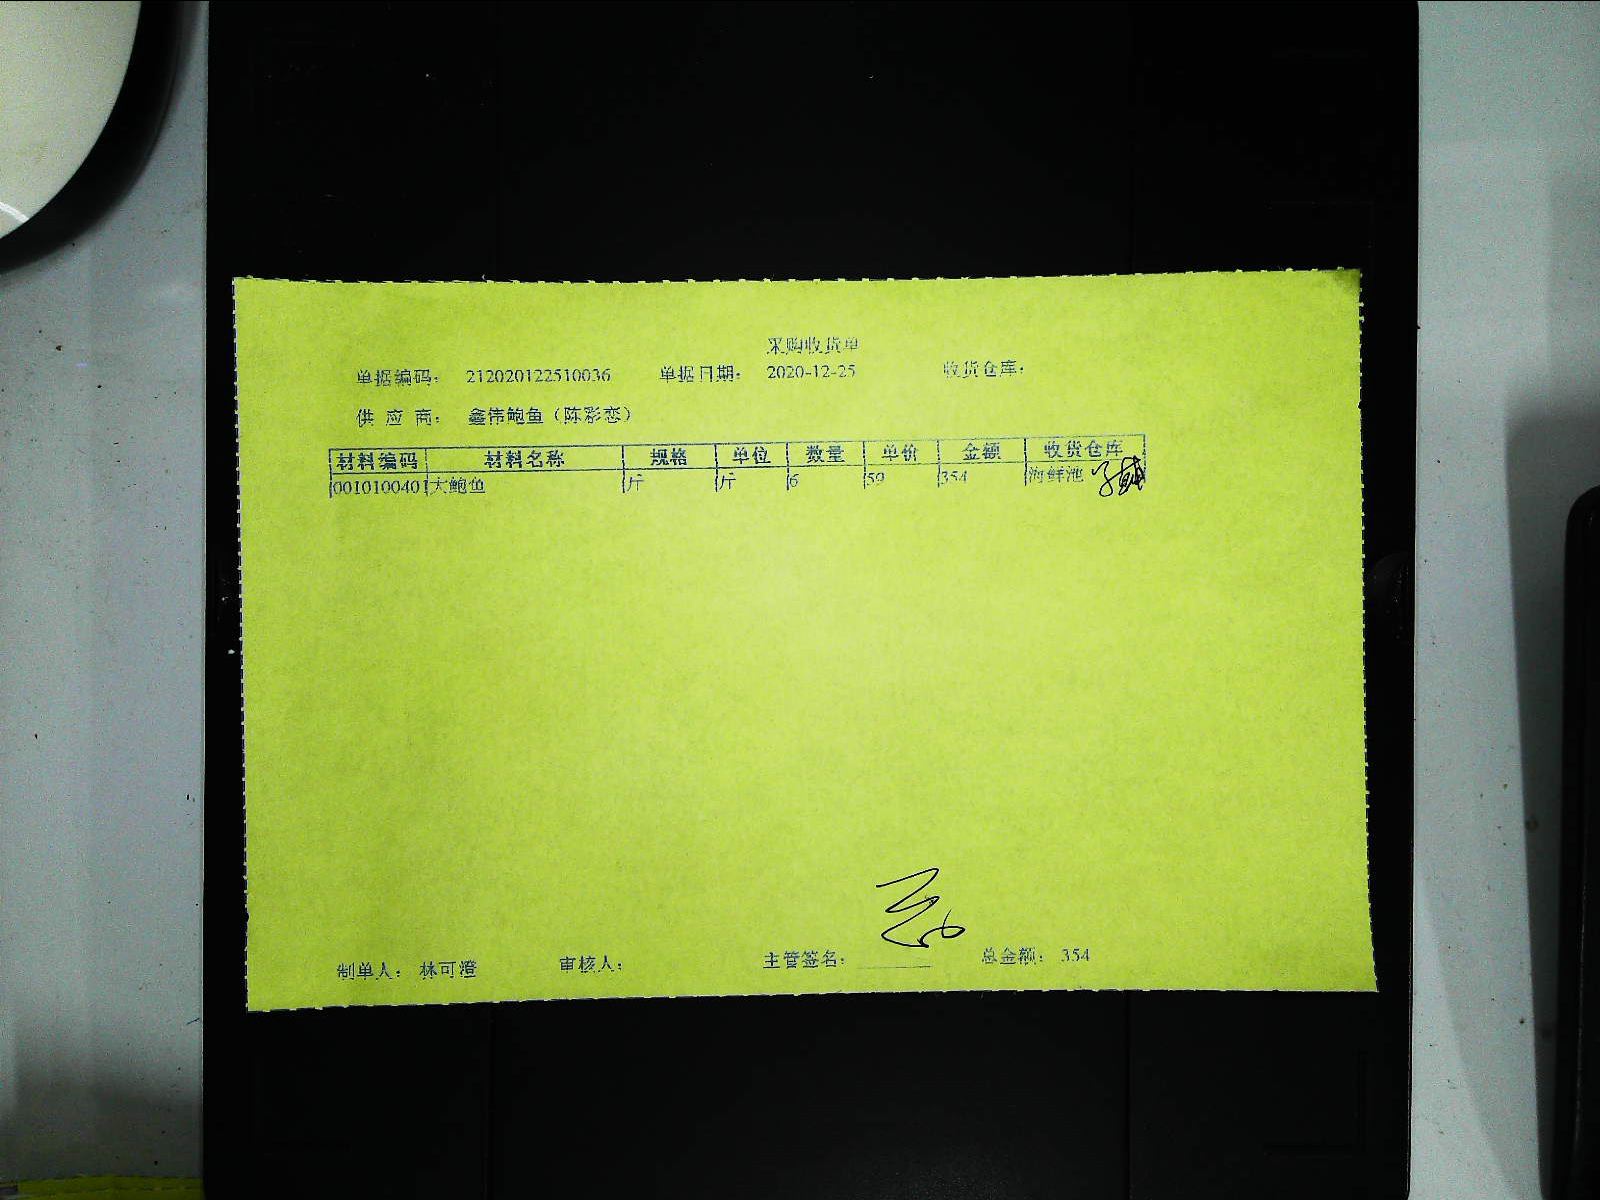 采购收货单
单据编码： 212020122510036 单据日期： 2020-12-25 收货仓库：
供 应 商： 鑫伟鲍鱼（陈彩恋）
材料编码 材料名称 规格 单位 数量 单价 金额 收货仓库
0010100401 大鲍鱼 斤 斤 6 59 354 海鲜池
制单人： 林可澄 审核人： 主管签名： 总金额： 354